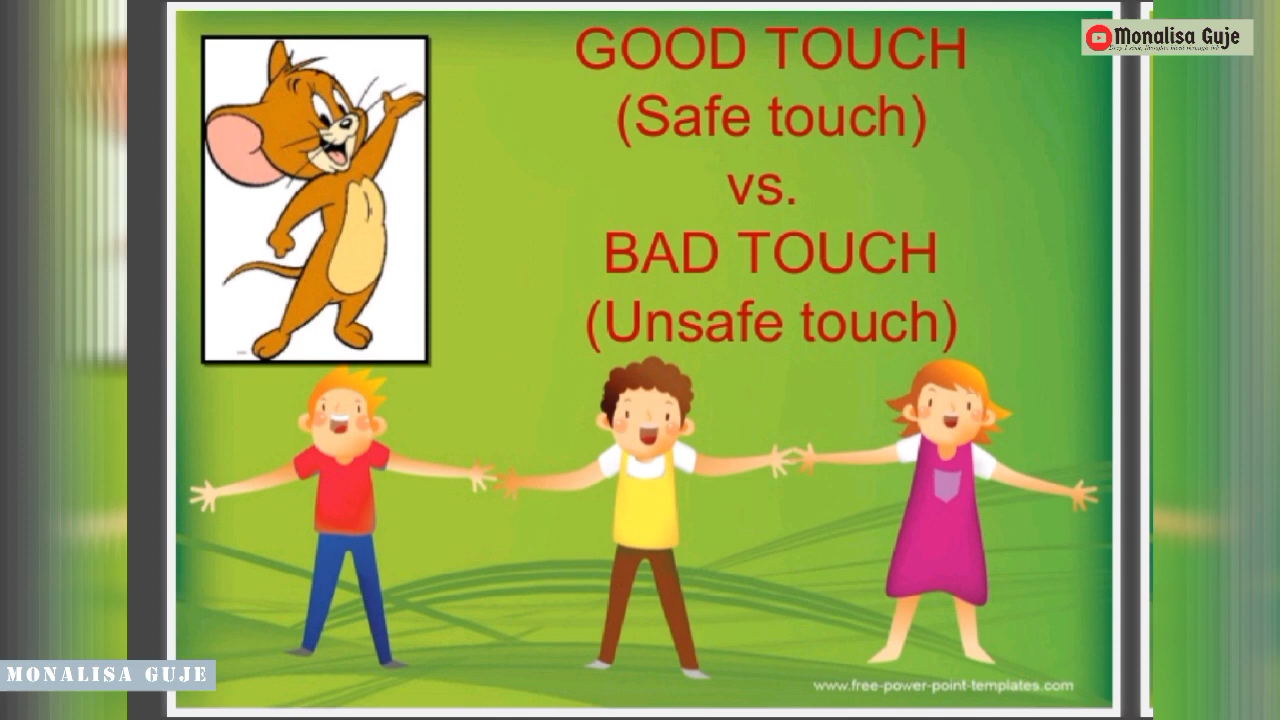 GOOD TOUCH
(Safe touch)
vs.
BAD TOUCH
(Unsafe touch)
Monalisa Guje
www.free-power-point-templates.com
MONALISA GUJE